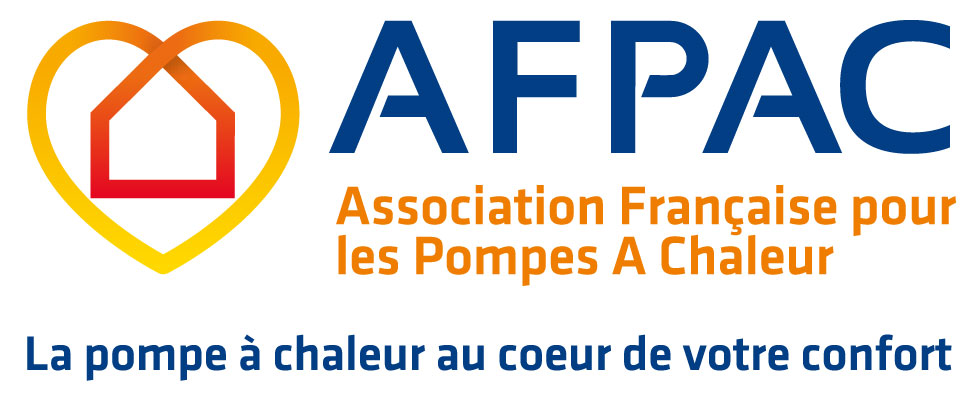 AFPAC
Association Française pour
les Pompes A Chaleur
La pompe à chaleur au coeur de votre confort